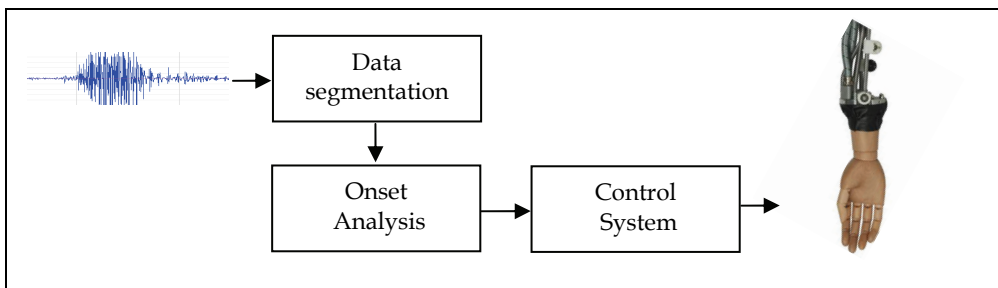 Data
segmentation
Onset
Analysis
Control
System